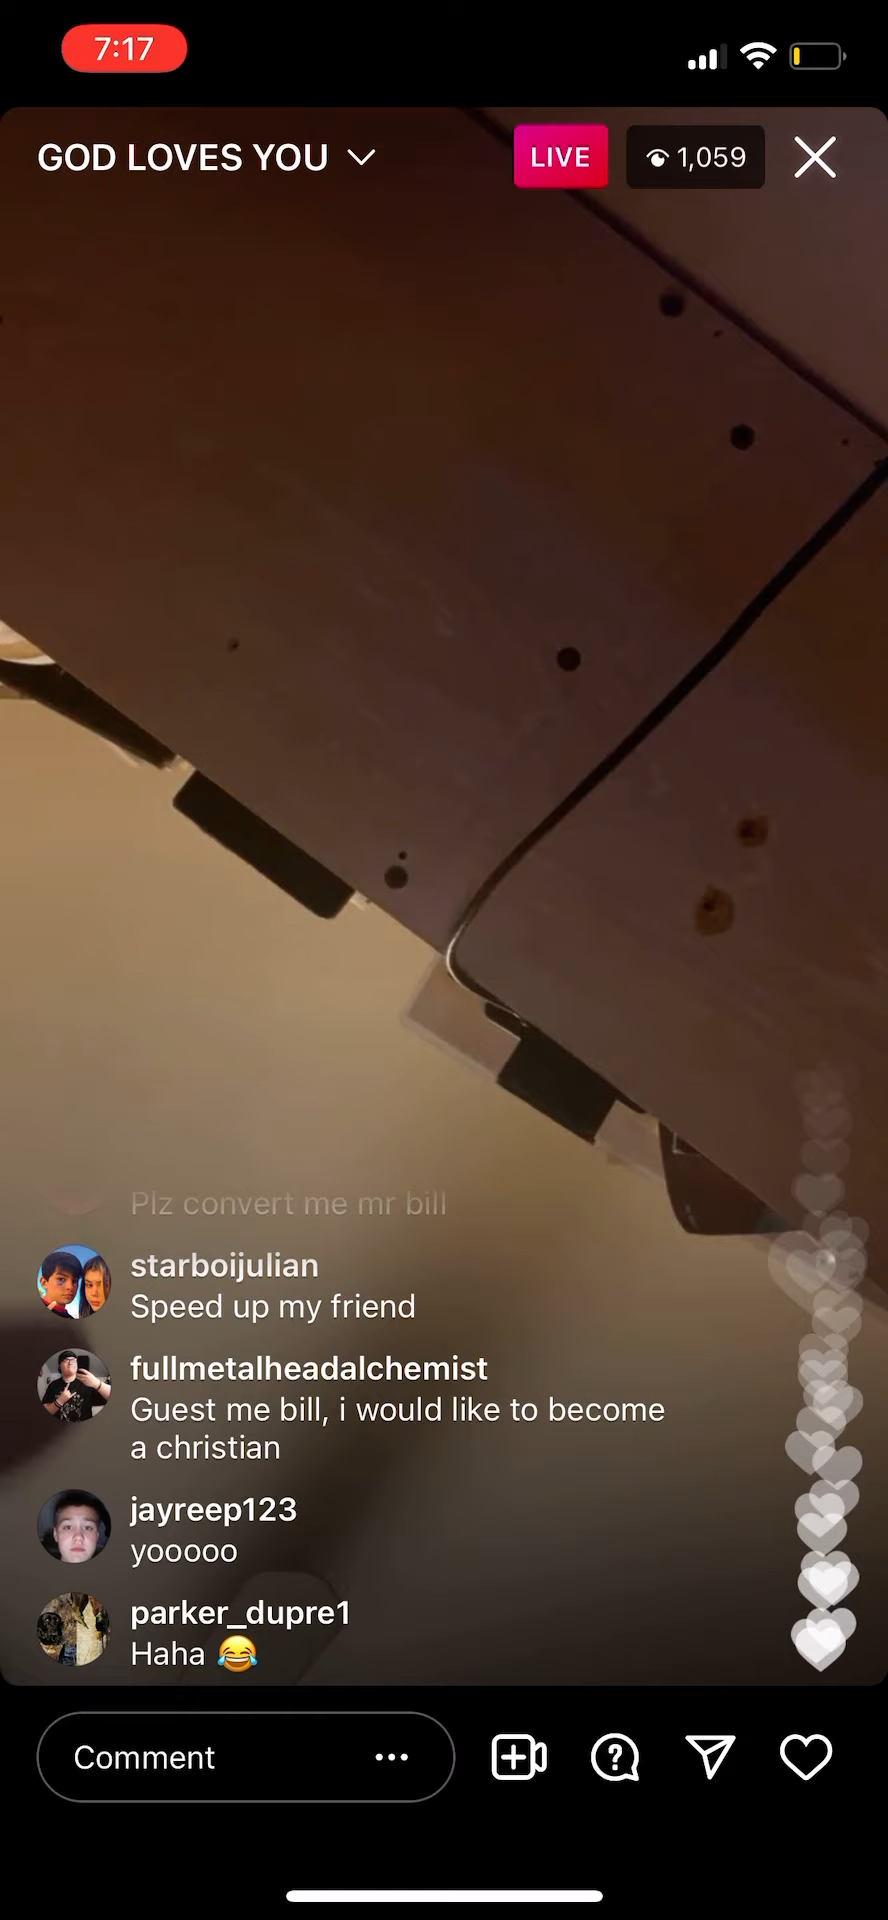 7:17
GOD LOVES YOU
LIVE
1,059
Plz convert me mr bill
starboijulian
Speed up my friend
fullmetalheadalchemist
Guest me bill, i would like to become
a christian
jayreep123
yooooo
parker_dupre1
Haha 😂
Comment